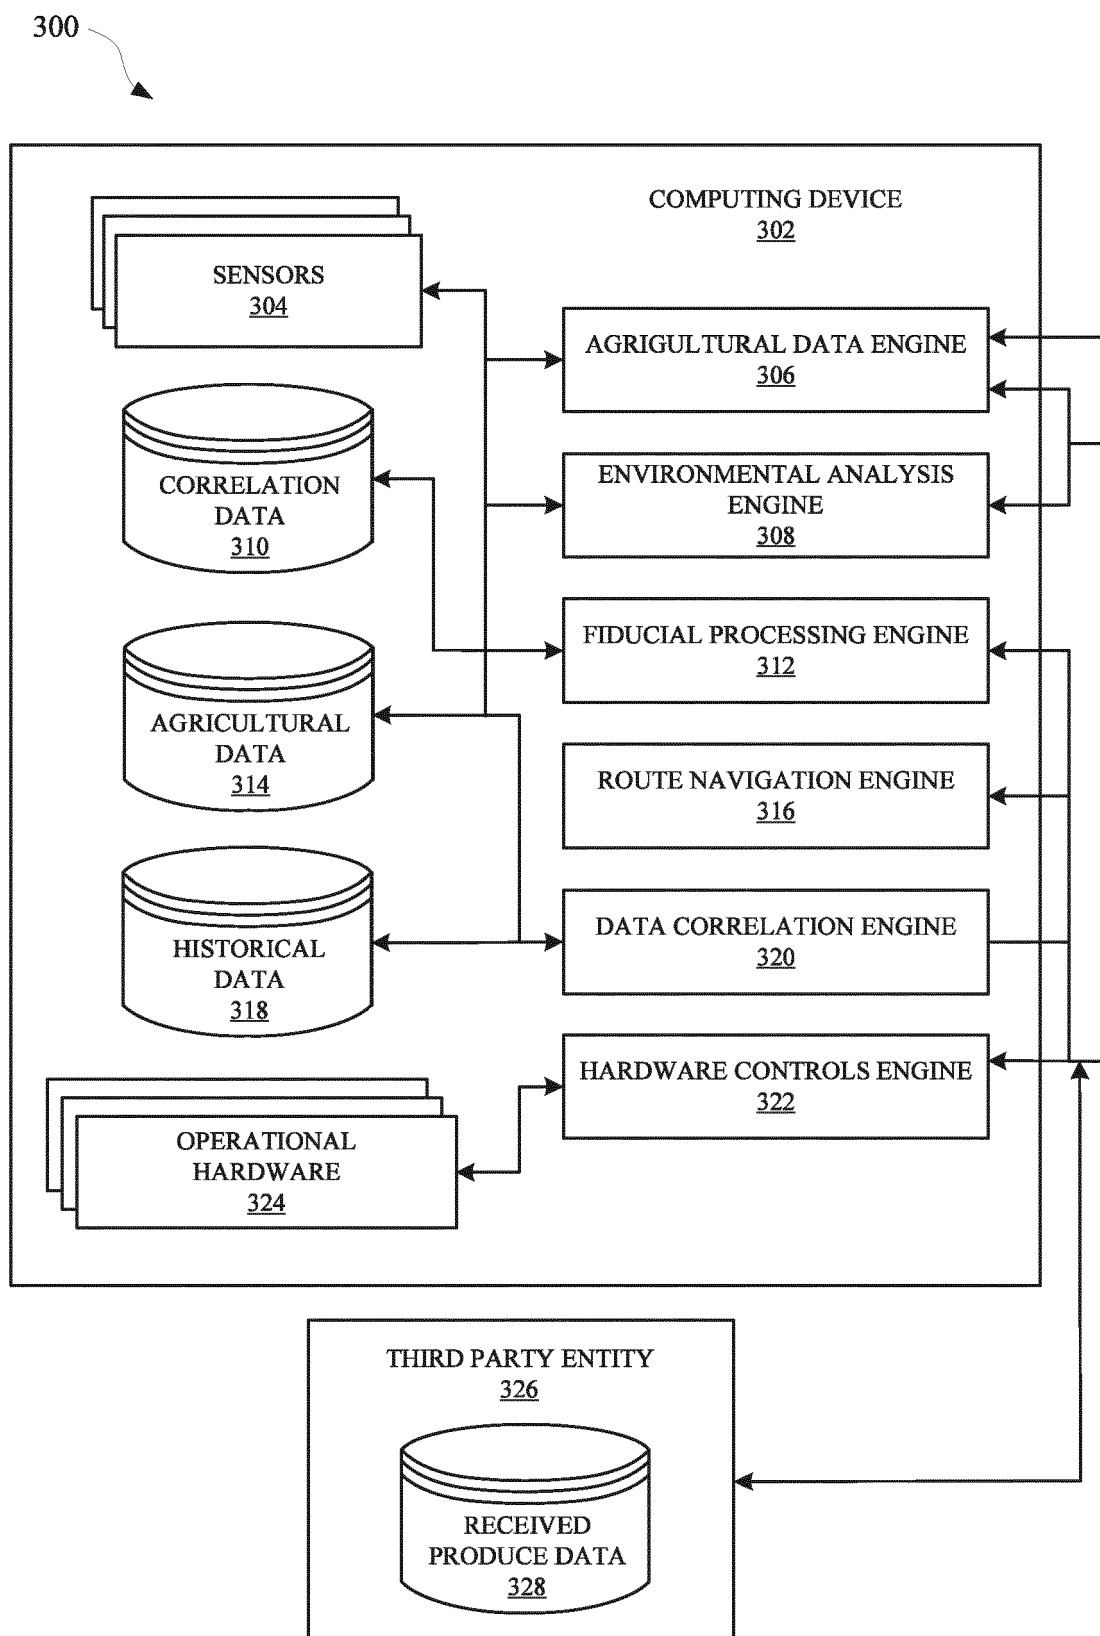 300
COMPUTING DEVICE
302
SENSORS
304
AGRIGULTURAL DATA ENGINE
306
CORRELATION
DATA
310
ENVIRONMENTAL ANALYSIS
ENGINE
308
FIDUCIAL PROCESSING ENGINE
312
AGRICULTURAL
DATA
314
ROUTE NAVIGATION ENGINE
316
HISTORICAL
DATA
318
DATA CORRELATION ENGINE
320
HARDWARE CONTROLS ENGINE
322
OPERATIONAL
HARDWARE
324
THIRD PARTY ENTITY
326
RECEIVED
PRODUCE DATA
328